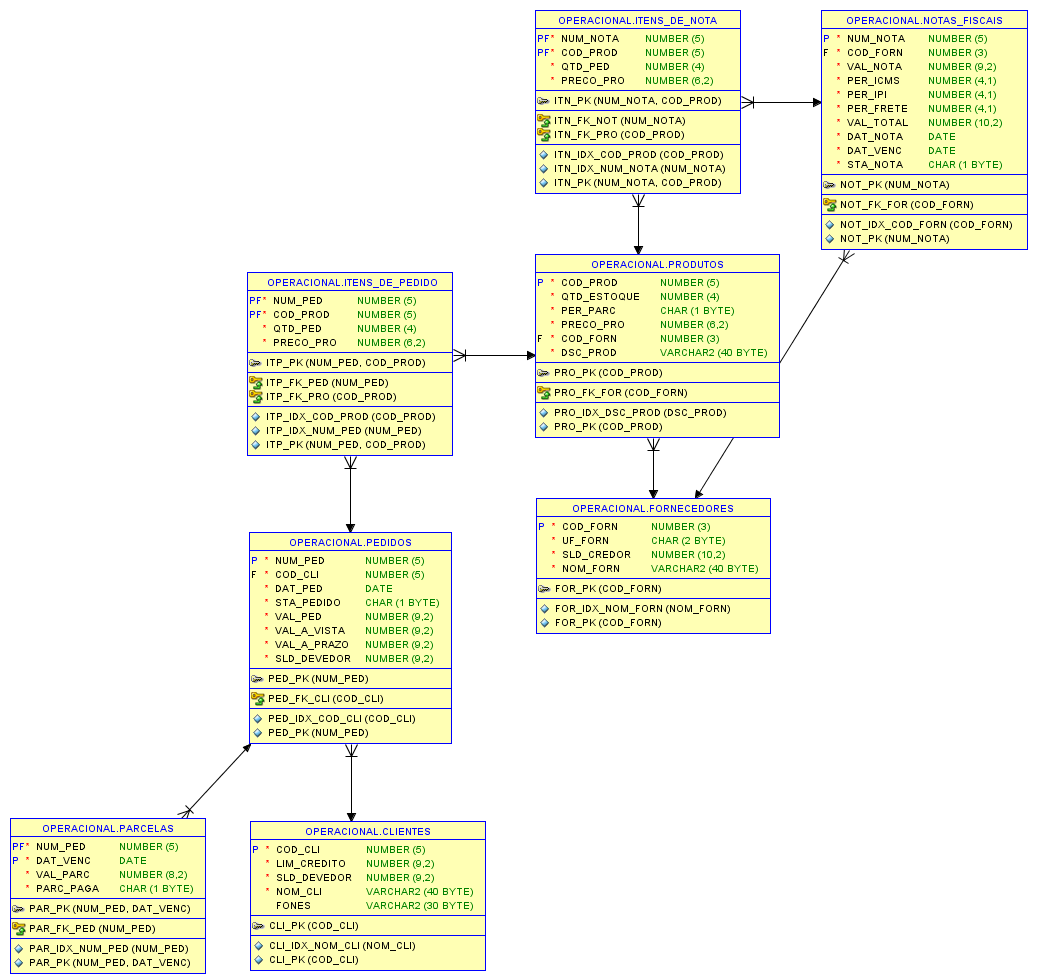 OPERACIONAL.ITENS_DE_NOTA
PF* NUM_NOTA NUMBER (5)
PF* COD_PROD NUMBER (5)
* QTD_PED NUMBER (4)
* PRECO_PRO NUMBER (6,2)
ITN_PK (NUM_NOTA, COD_PROD)
ITN_FK_NOT (NUM_NOTA)
ITN_FK_PRO (COD_PROD)
ITN_IDX_COD_PROD (COD_PROD)
ITN_IDX_NUM_NOTA (NUM_NOTA)
ITN_PK (NUM_NOTA, COD_PROD)
OPERACIONAL.NOTAS_FISCAIS
P * NUM_NOTA NUMBER (5)
F * COD_FORN NUMBER (3)
* VAL_NOTA NUMBER (9,2)
* PER_ICMS NUMBER (4,1)
* PER_IPI NUMBER (4,1)
* PER_FRETE NUMBER (4,1)
* VAL_TOTAL NUMBER (10,2)
* DAT_NOTA DATE
* DAT_VENC DATE
* STA_NOTA CHAR (1 BYTE)
NOT_PK (NUM_NOTA)
NOT_FK_FOR (COD_FORN)
NOT_IDX_COD_FORN (COD_FORN)
NOT_PK (NUM_NOTA)
OPERACIONAL.ITENS_DE_PEDIDO
PF* NUM_PED NUMBER (5)
PF* COD_PROD NUMBER (5)
* QTD_PED NUMBER (4)
* PRECO_PRO NUMBER (6,2)
ITP_PK (NUM_PED, COD_PROD)
ITP_FK_PED (NUM_PED)
ITP_FK_PRO (COD_PROD)
ITP_IDX_COD_PROD (COD_PROD)
ITP_IDX_NUM_PED (NUM_PED)
ITP_PK (NUM_PED, COD_PROD)
OPERACIONAL.PRODUTOS
P * COD_PROD NUMBER (5)
* QTD_ESTOQUE NUMBER (4)
* PER_PARC CHAR (1 BYTE)
* PRECO_PRO NUMBER (6,2)
F * COD_FORN NUMBER (3)
* DSC_PROD VARCHAR2 (40 BYTE)
PRO_PK (COD_PROD)
PRO_FK_FOR (COD_FORN)
PRO_IDX_DSC_PROD (DSC_PROD)
PRO_PK (COD_PROD)
OPERACIONAL.FORNECEDORES
P * COD_FORN NUMBER (3)
* UF_FORN CHAR (2 BYTE)
* SLD_CREDOR NUMBER (10,2)
* NOM_FORN VARCHAR2 (40 BYTE)
FOR_PK (COD_FORN)
FOR_IDX_NOM_FORN (NOM_FORN)
FOR_PK (COD_FORN)
OPERACIONAL.PEDIDOS
P * NUM_PED NUMBER (5)
F * COD_CLI NUMBER (5)
* DAT_PED DATE
* STA_PEDIDO CHAR (1 BYTE)
* VAL_PED NUMBER (9,2)
* VAL_A_VISTA NUMBER (9,2)
* VAL_A_PRAZO NUMBER (9,2)
* SLD_DEVEDOR NUMBER (9,2)
PED_PK (NUM_PED)
PED_FK_CLI (COD_CLI)
PED_IDX_COD_CLI (COD_CLI)
PED_PK (NUM_PED)
OPERACIONAL.PARCELAS
PF* NUM_PED NUMBER (5)
P * DAT_VENC DATE
* VAL_PARC NUMBER (8,2)
* PARC_PAGA CHAR (1 BYTE)
PAR_PK (NUM_PED, DAT_VENC)
PAR_FK_PED (NUM_PED)
PAR_IDX_NUM_PED (NUM_PED)
PAR_PK (NUM_PED, DAT_VENC)
OPERACIONAL.CLIENTES
P * COD_CLI NUMBER (5)
* LIM_CREDITO NUMBER (9,2)
* SLD_DEVEDOR NUMBER (9,2)
* NOM_CLI VARCHAR2 (40 BYTE)
FONES VARCHAR2 (30 BYTE)
CLI_PK (COD_CLI)
CLI_IDX_NOM_CLI (NOM_CLI)
CLI_PK (COD_CLI)